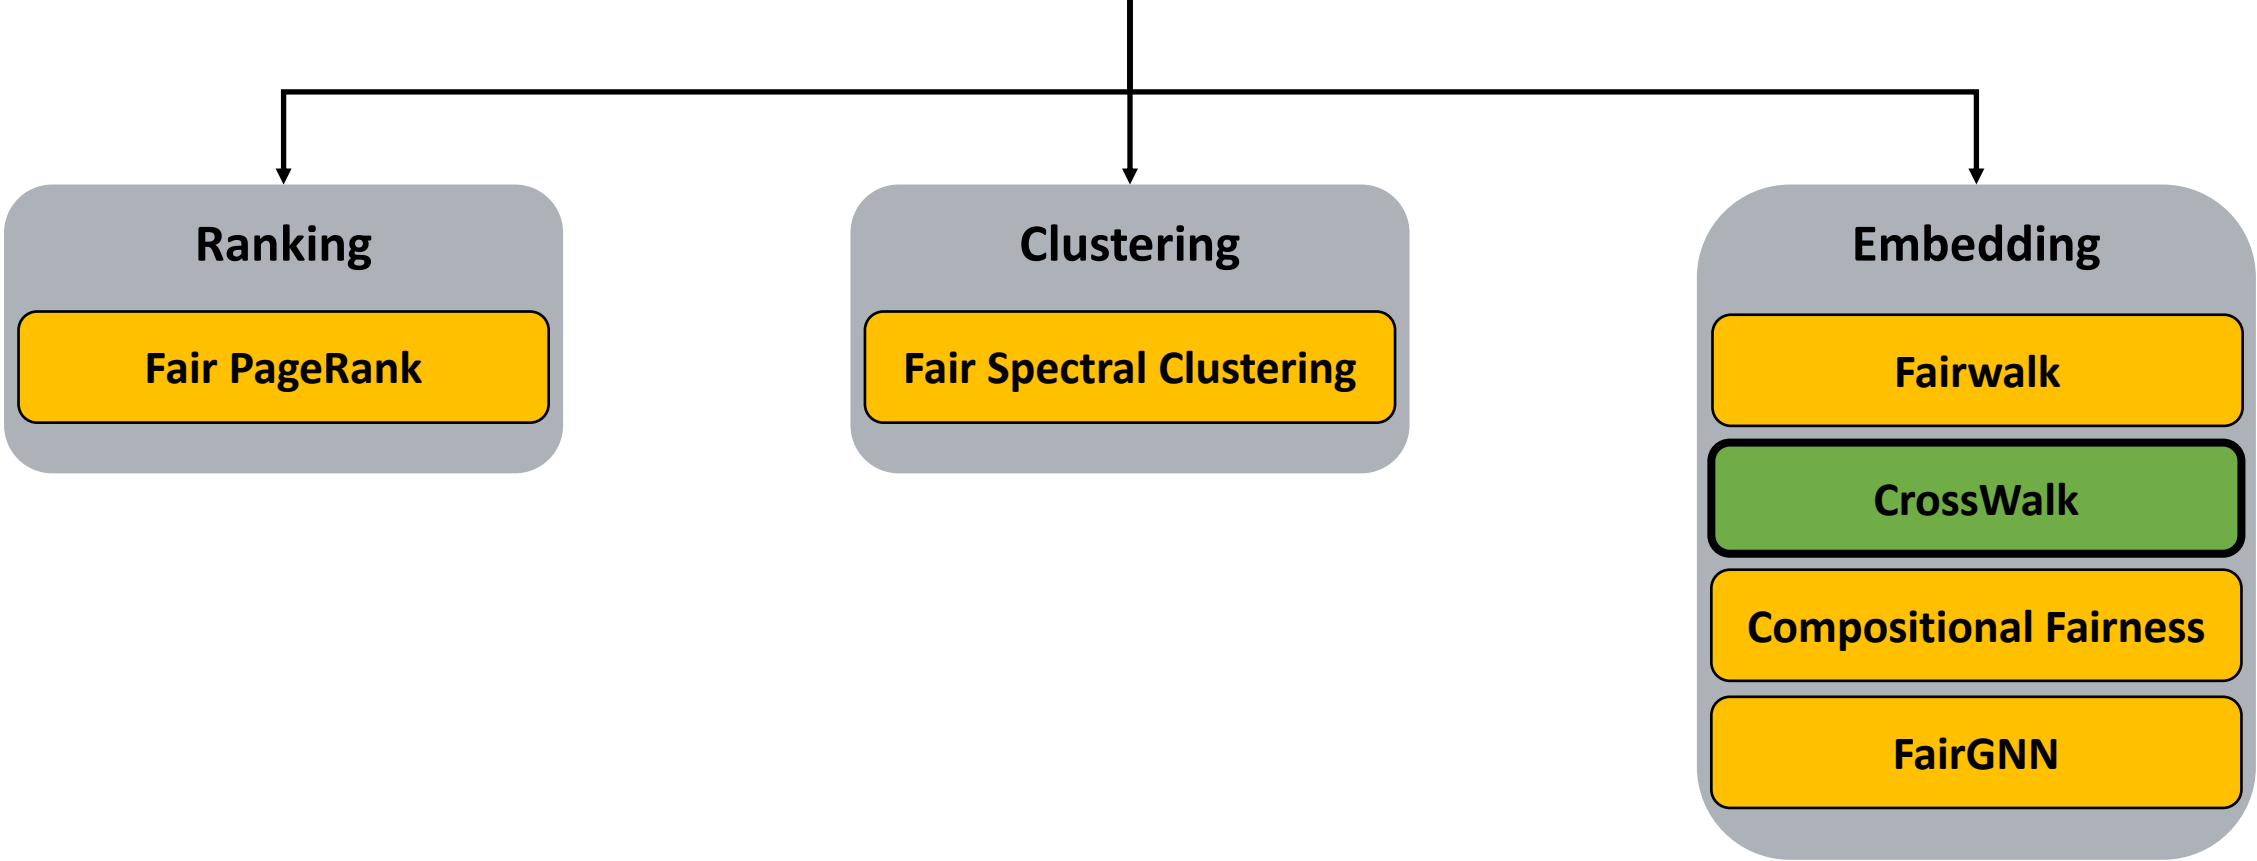 Ranking
Fair PageRank
Clustering
Fair Spectral Clustering
Embedding
Fairwalk
CrossWalk
Compositional Fairness
FairGNN